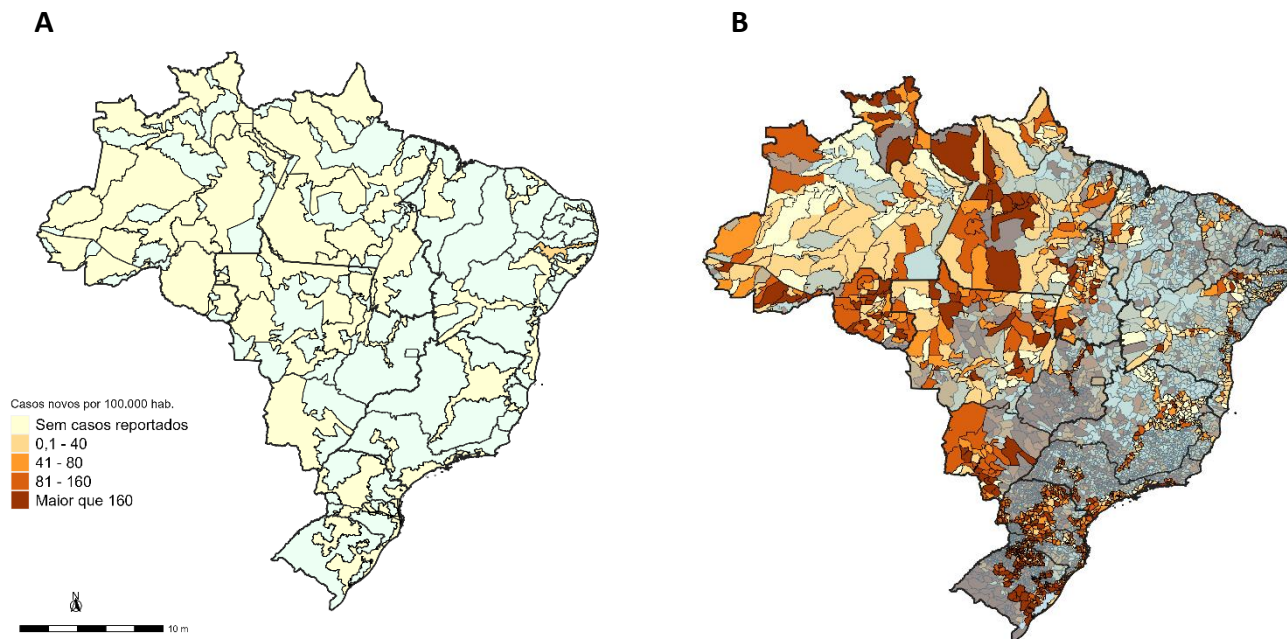 A
B
Casos novos por 100.000 hab.
Sem casos reportados
0,1 - 40
41 - 80
81 - 160
Maior que 160
N
10 m